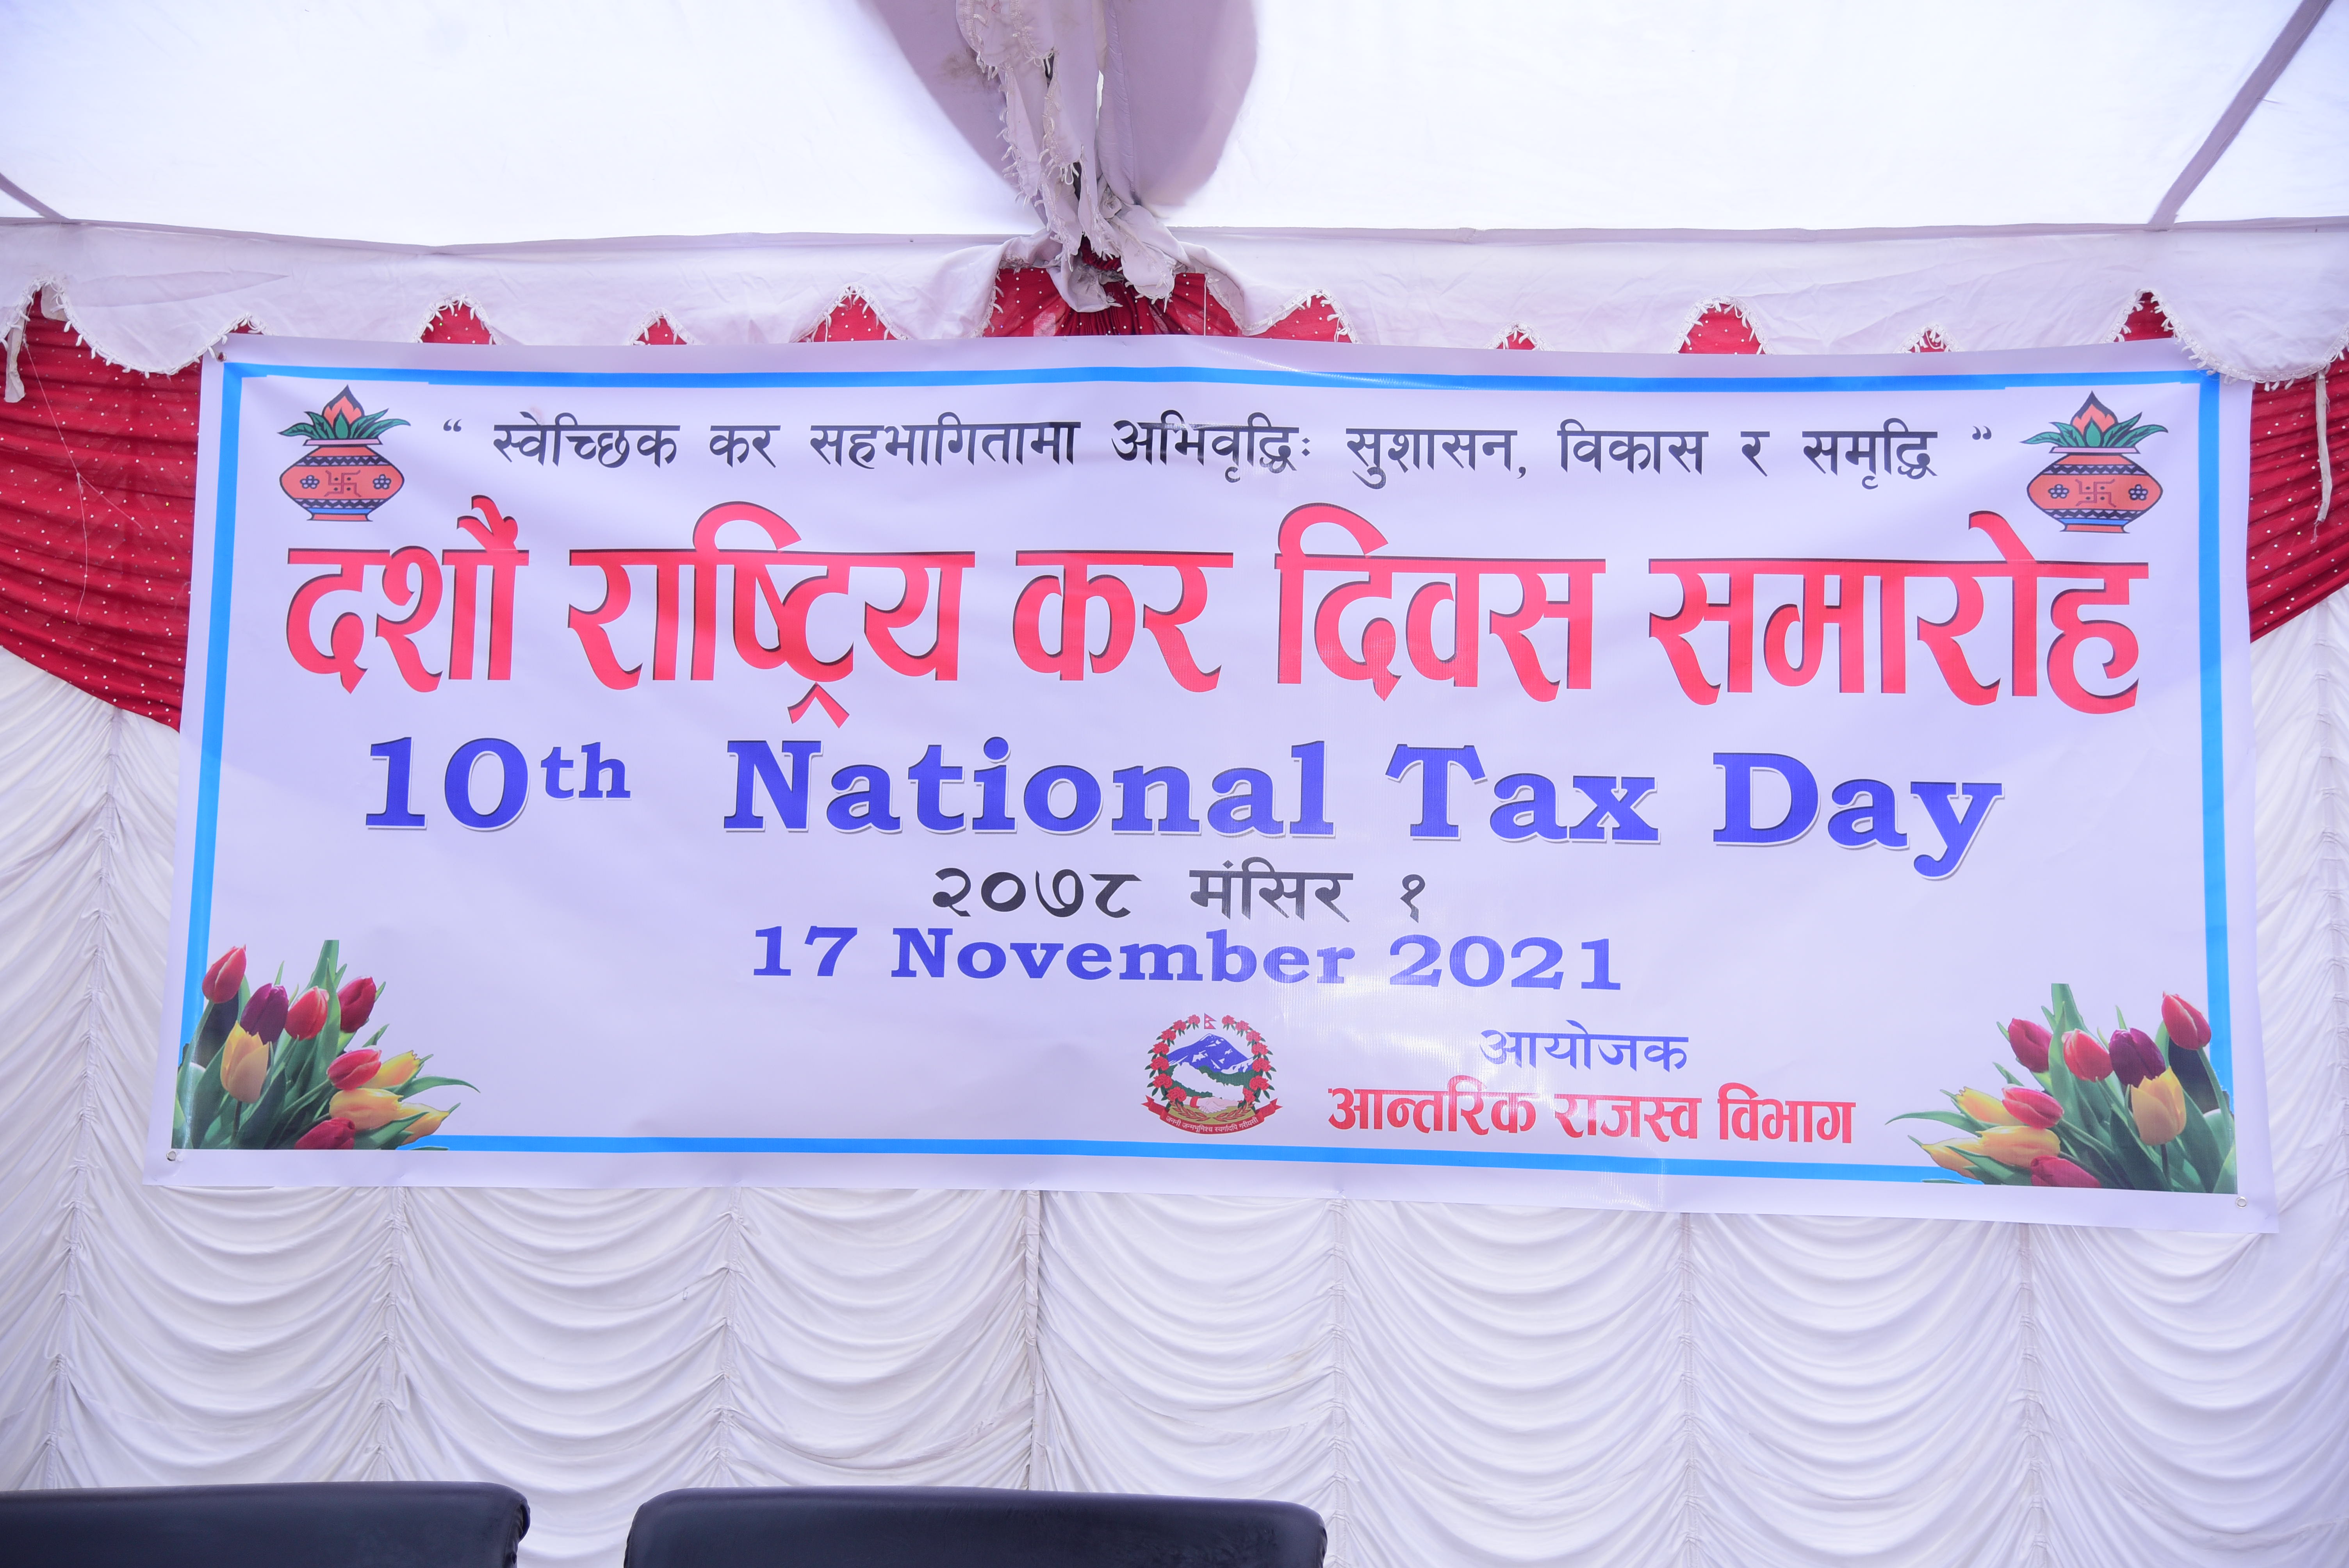 “ स्वेच्छिक कर सहभागितामा अभिवृद्धिः सुशासन, विकास र समृद्धि ”
दशौं राष्ट्रिय कर दिवस समारोह
10th National Tax Day
२०७८ मंसिर १
17 November 2021
आयोजक
आन्तरिक राजस्व विभाग